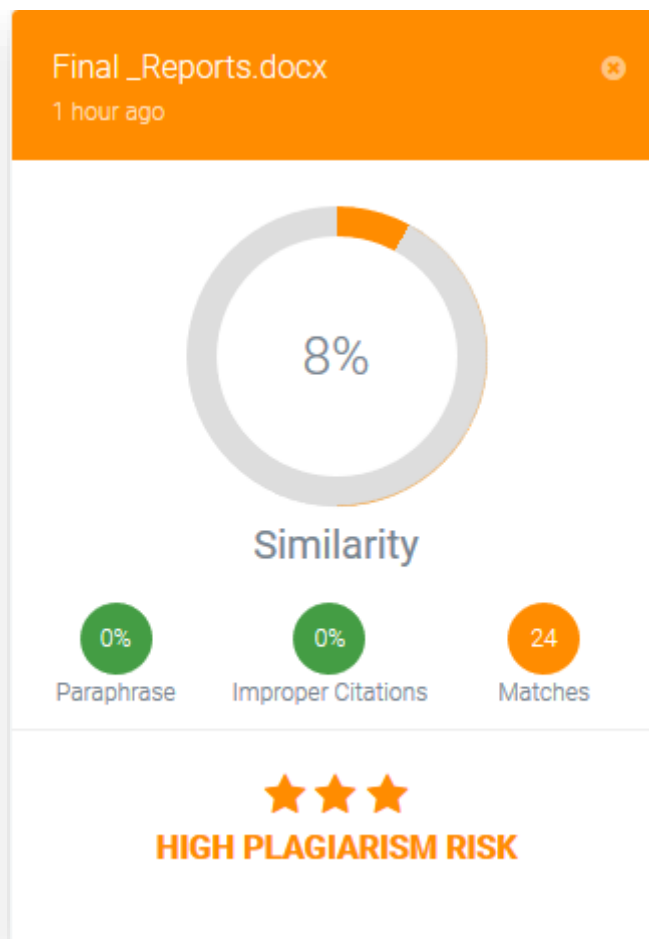 Final _Reports.docx
1 hour ago
8%
Similarity
0%
0%
24
Paraphrase
Improper Citations
Matches
HIGH PLAGIARISM RISK